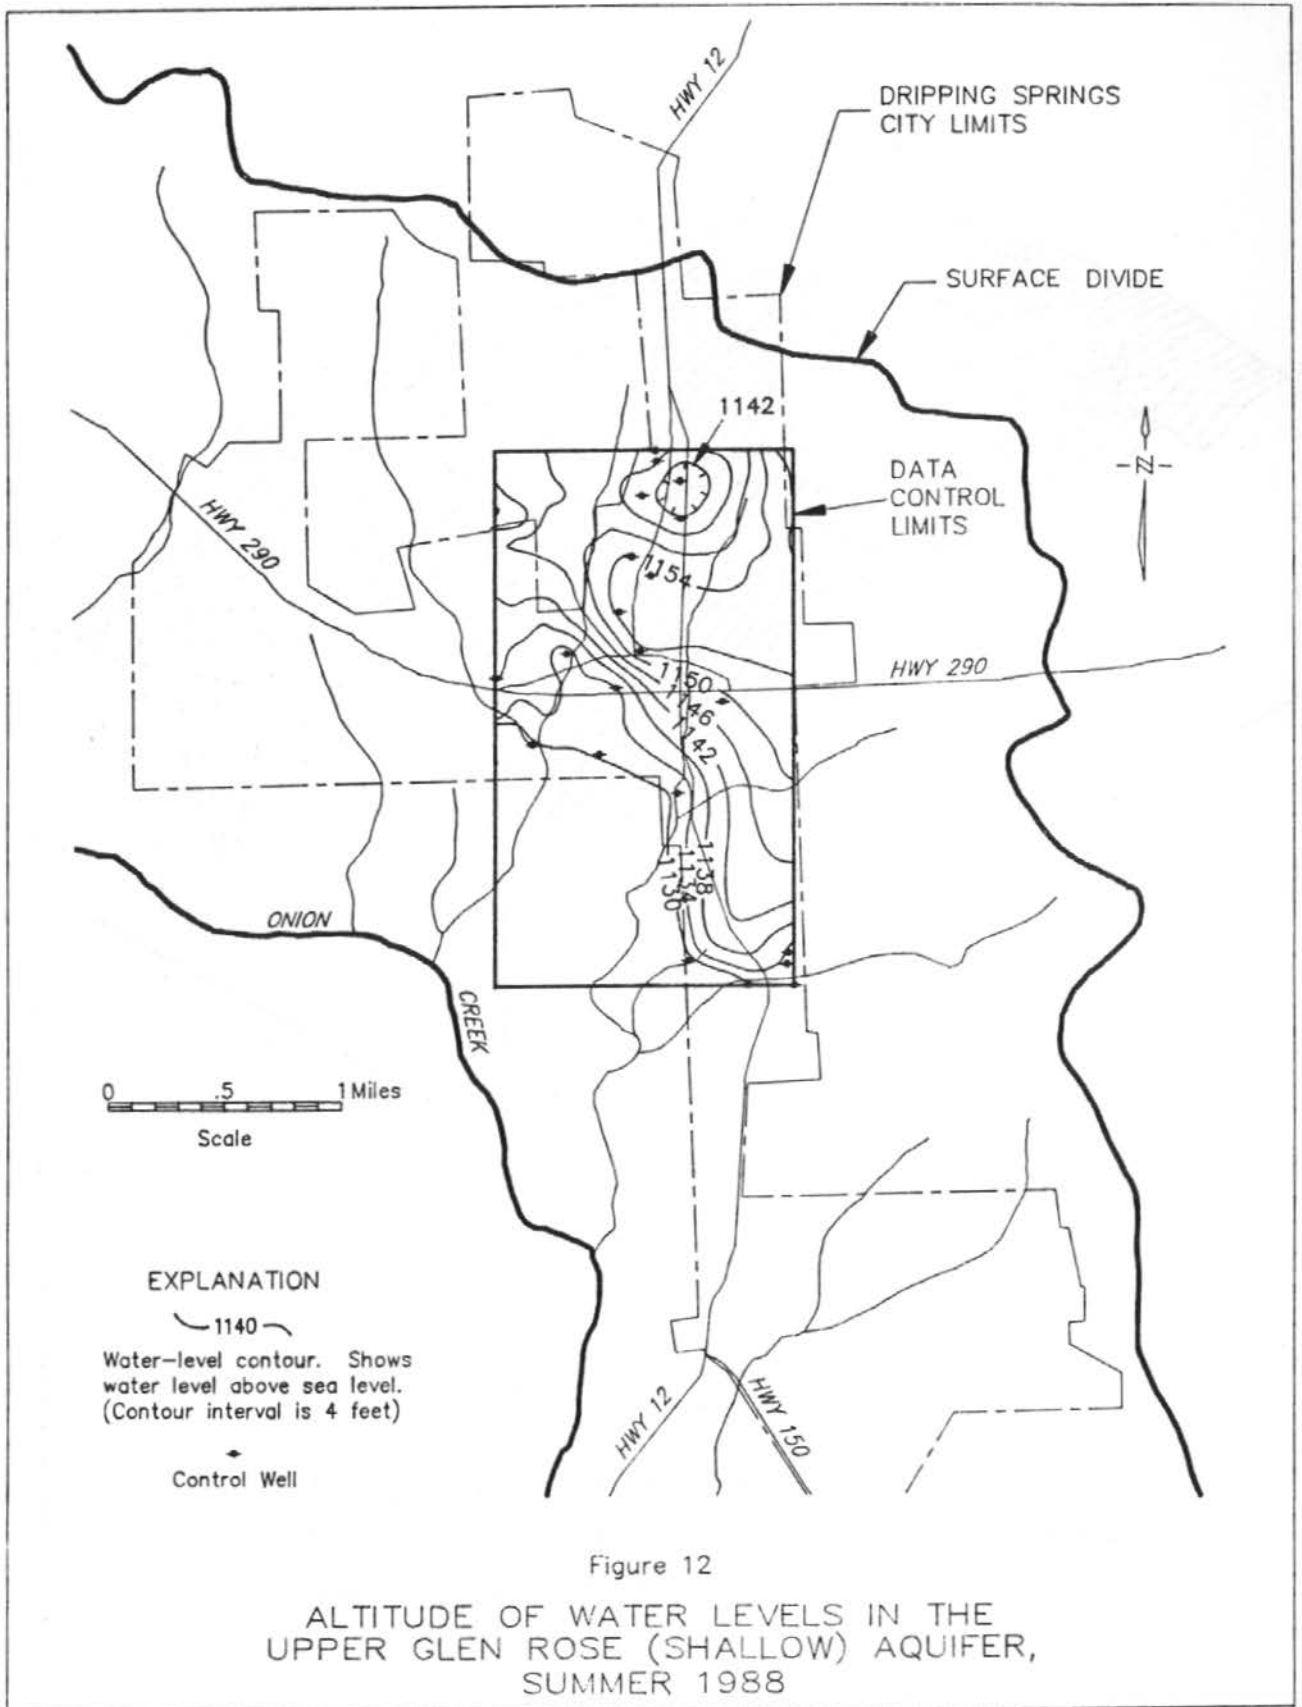 HWY 12
DRIPPING SPRINGS
CITY LIMITS
SURFACE DIVIDE
1142
N
DATA
CONTROL
LIMITS
HWY 290
1154
HWY 290
1150
1146
1142
1138
1134
1130
ONION
CREEK
0 .5 1 Miles
Scale
EXPLANATION
1140
Water-level contour. Shows
water level above sea level.
(Contour interval is 4 feet)
Control Well
HWY 12
HWY 150
Figure 12
ALTITUDE OF WATER LEVELS IN THE
UPPER GLEN ROSE (SHALLOW) AQUIFER,
SUMMER 1988